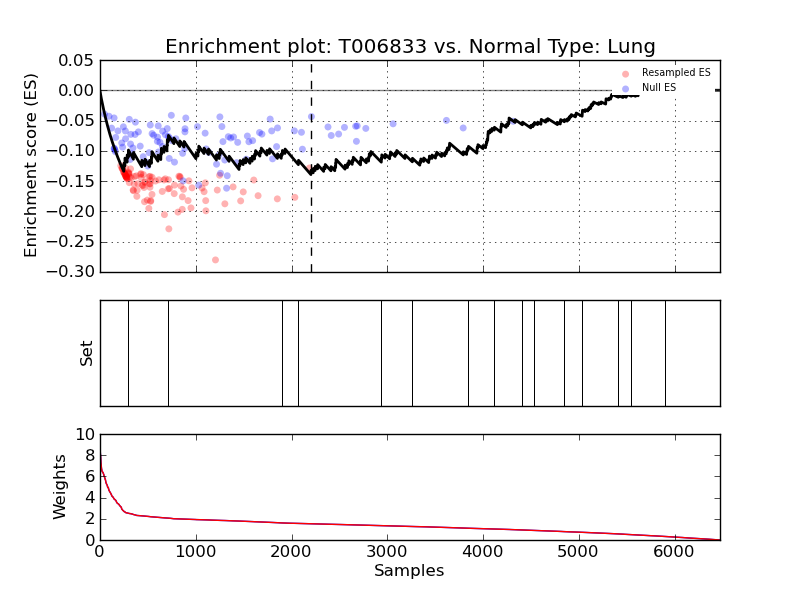 Enrichment plot: T006833 vs. Normal Type: Lung
Enrichment score (ES)
0.05
0.00
−0.05
−0.10
−0.15
−0.20
−0.25
−0.30
Resampled ES
Null ES
Set
Weights
10
8
6
4
2
0
0 1000 2000 3000 4000 5000 6000
Samples